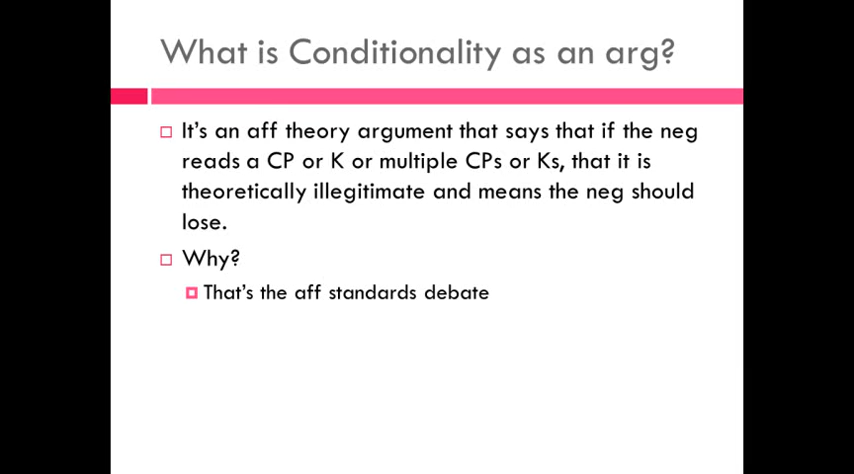 What is Conditionality as an arg?
It's an aff theory argument that says that if the neg
reads a CP or K or multiple CPs or Ks, that it is
theoretically illegitimate and means the neg should
lose.
Why?
That's the aff standards debate